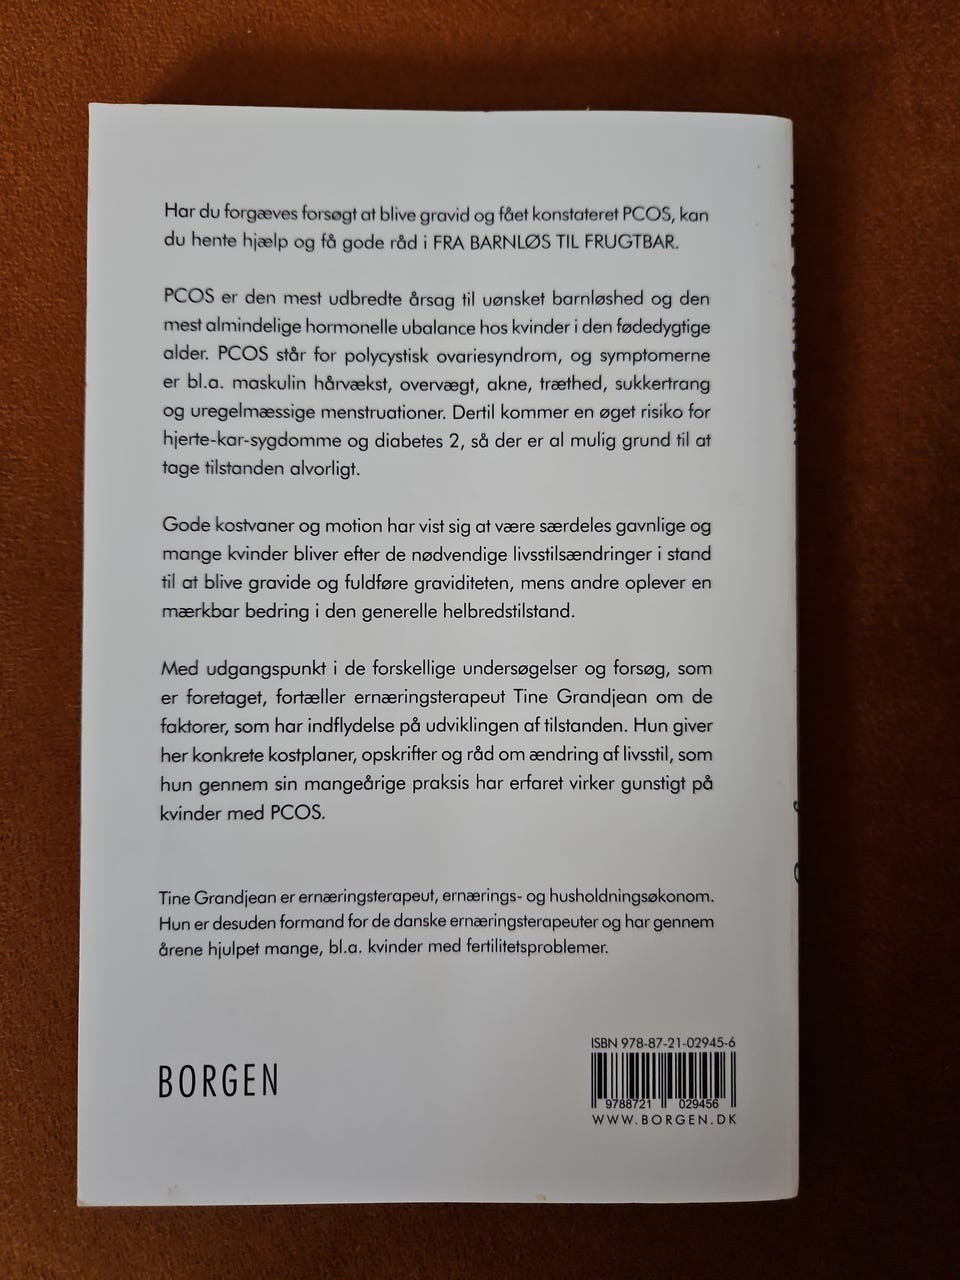 Har du forgæves forsøgt at blive gravid og fået konstateret PCOS, kan
du hente hjælp og få gode råd i FRA BARNLØS TIL FRUGTBAR.
PCOS er den mest udbredte årsag til uønsket barnløshed og den
mest almindelige hormonelle ubalance hos kvinder i den fødedygtige
alder. PCOS står for polycystisk ovariesyndrom, og symptomerne
er bl.a. maskulin hårvækst, overvægt, akne, træthed, sukkertrang
og uregelmæssige menstruationer. Dertil kommer en øget risiko for
hjerte-kar-sygdomme og diabetes 2, så der er al mulig grund til at
tage tilstanden alvorligt.
Gode kostvaner og motion har vist sig at være særdeles gavnlige og
mange kvinder bliver efter de nødvendige livsstilsændringer i stand
til at blive gravide og fuldføre graviditeten, mens andre oplever en
mærkbar bedring i den generelle helbredstilstand.
Med udgangspunkt i de forskellige undersøgelser og forsøg, som
er foretaget, fortæller ernæringsterapeut Tine Grandjean om de
faktorer, som har indflydelse på udviklingen af tilstanden. Hun giver
her konkrete kostplaner, opskrifter og råd om ændring af livsstil, som
hun gennem sin mangeårige praksis har erfaret virker gunstigt på
kvinder med PCOS.
Tine Grandjean er ernæringsterapeut, ernærings- og husholdningsøkonom.
Hun er desuden formand for de danske ernæringsterapeuter og har gennem
årene hjulpet mange, bl.a. kvinder med fertilitetsproblemer.
BORGEN
ISBN 978-87-21-02945-6
9788721 029456
WWW.BORGEN.DK